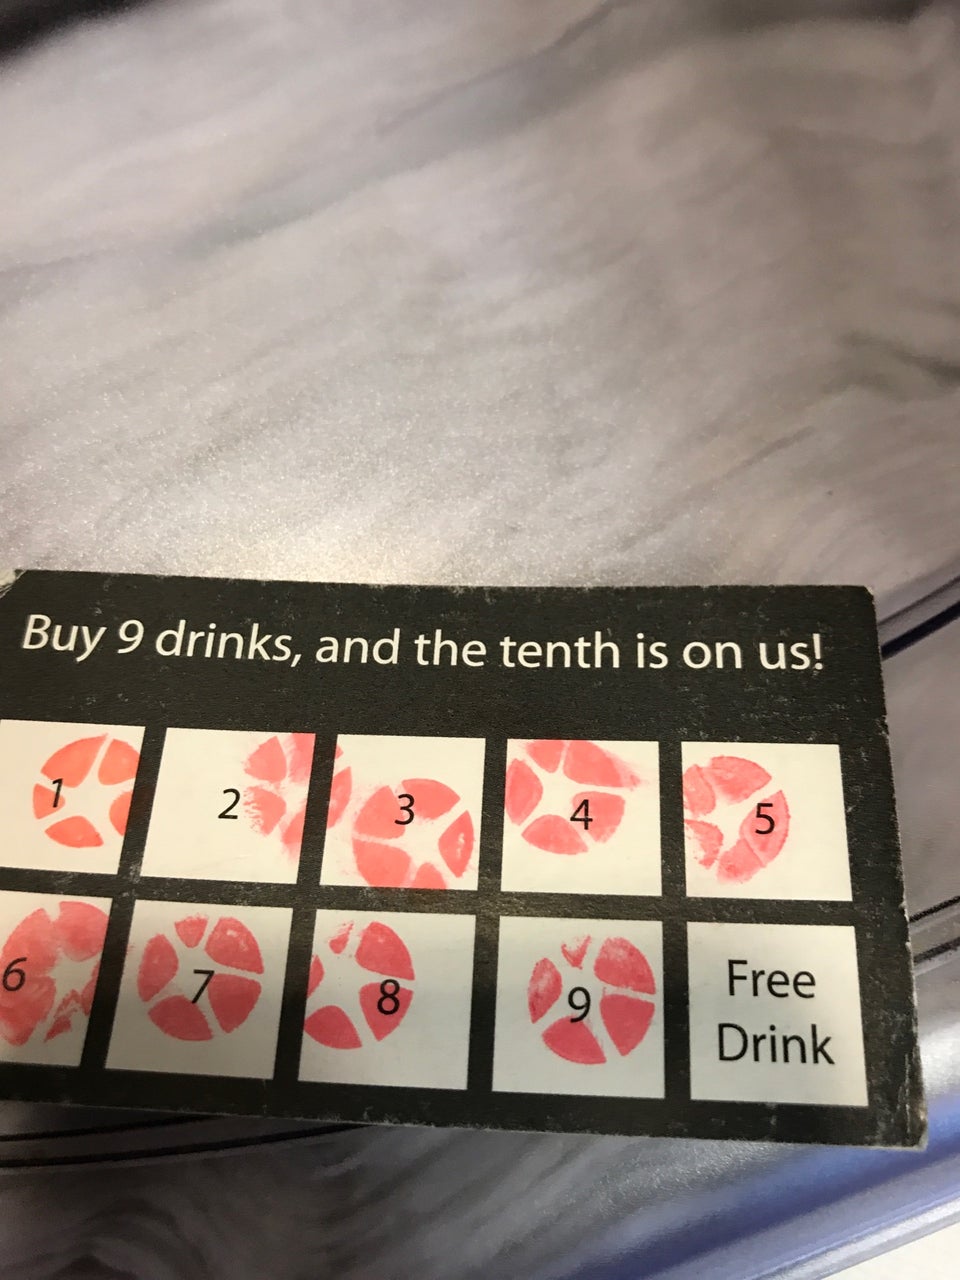 Buy 9 drinks, and the tenth is on us!
1 2 3 4 5
6 7 8 9 Free
Drink